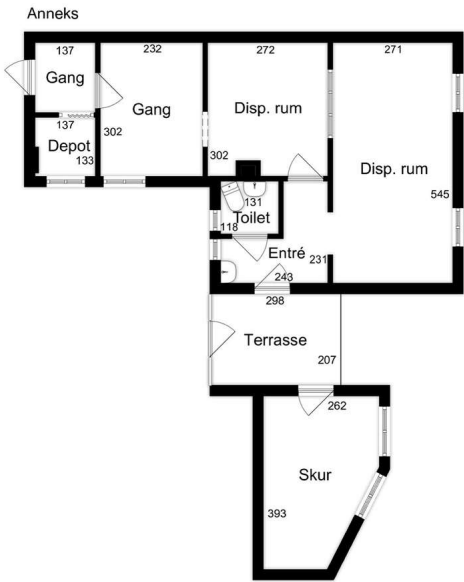 Anneks
137
232
272
271
Gang
Gang
Disp. rum
Disp. rum
137
302
Depot
133
302
545
131
Toilet
118
Entré
231
243
298
Terrasse
207
262
Skur
393